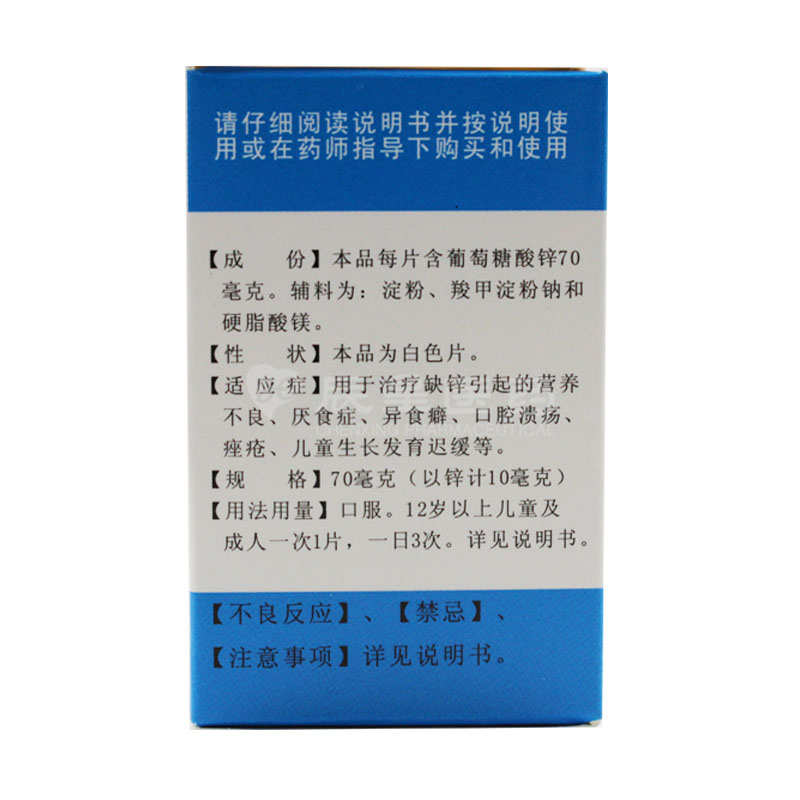 请仔细阅读说明书并按说明使
用或在药师指导下购买和使用
【成 份】本品每片含葡萄糖酸锌70
毫克。辅料为：淀粉、羧甲淀粉钠和
硬脂酸镁。
【性 状】本品为白色片。
【适应症】用于治疗缺锌引起的营养
不良、厌食症、异食癖、口腔溃疡、
痤疮、儿童生长发育迟缓等。
【规 格】70毫克（以锌计10毫克）
【用法用量】口服。12岁以上儿童及
成人一次1片，一日3次。详见说明书。
【不良反应】、【禁忌】、
【注意事项】详见说明书。